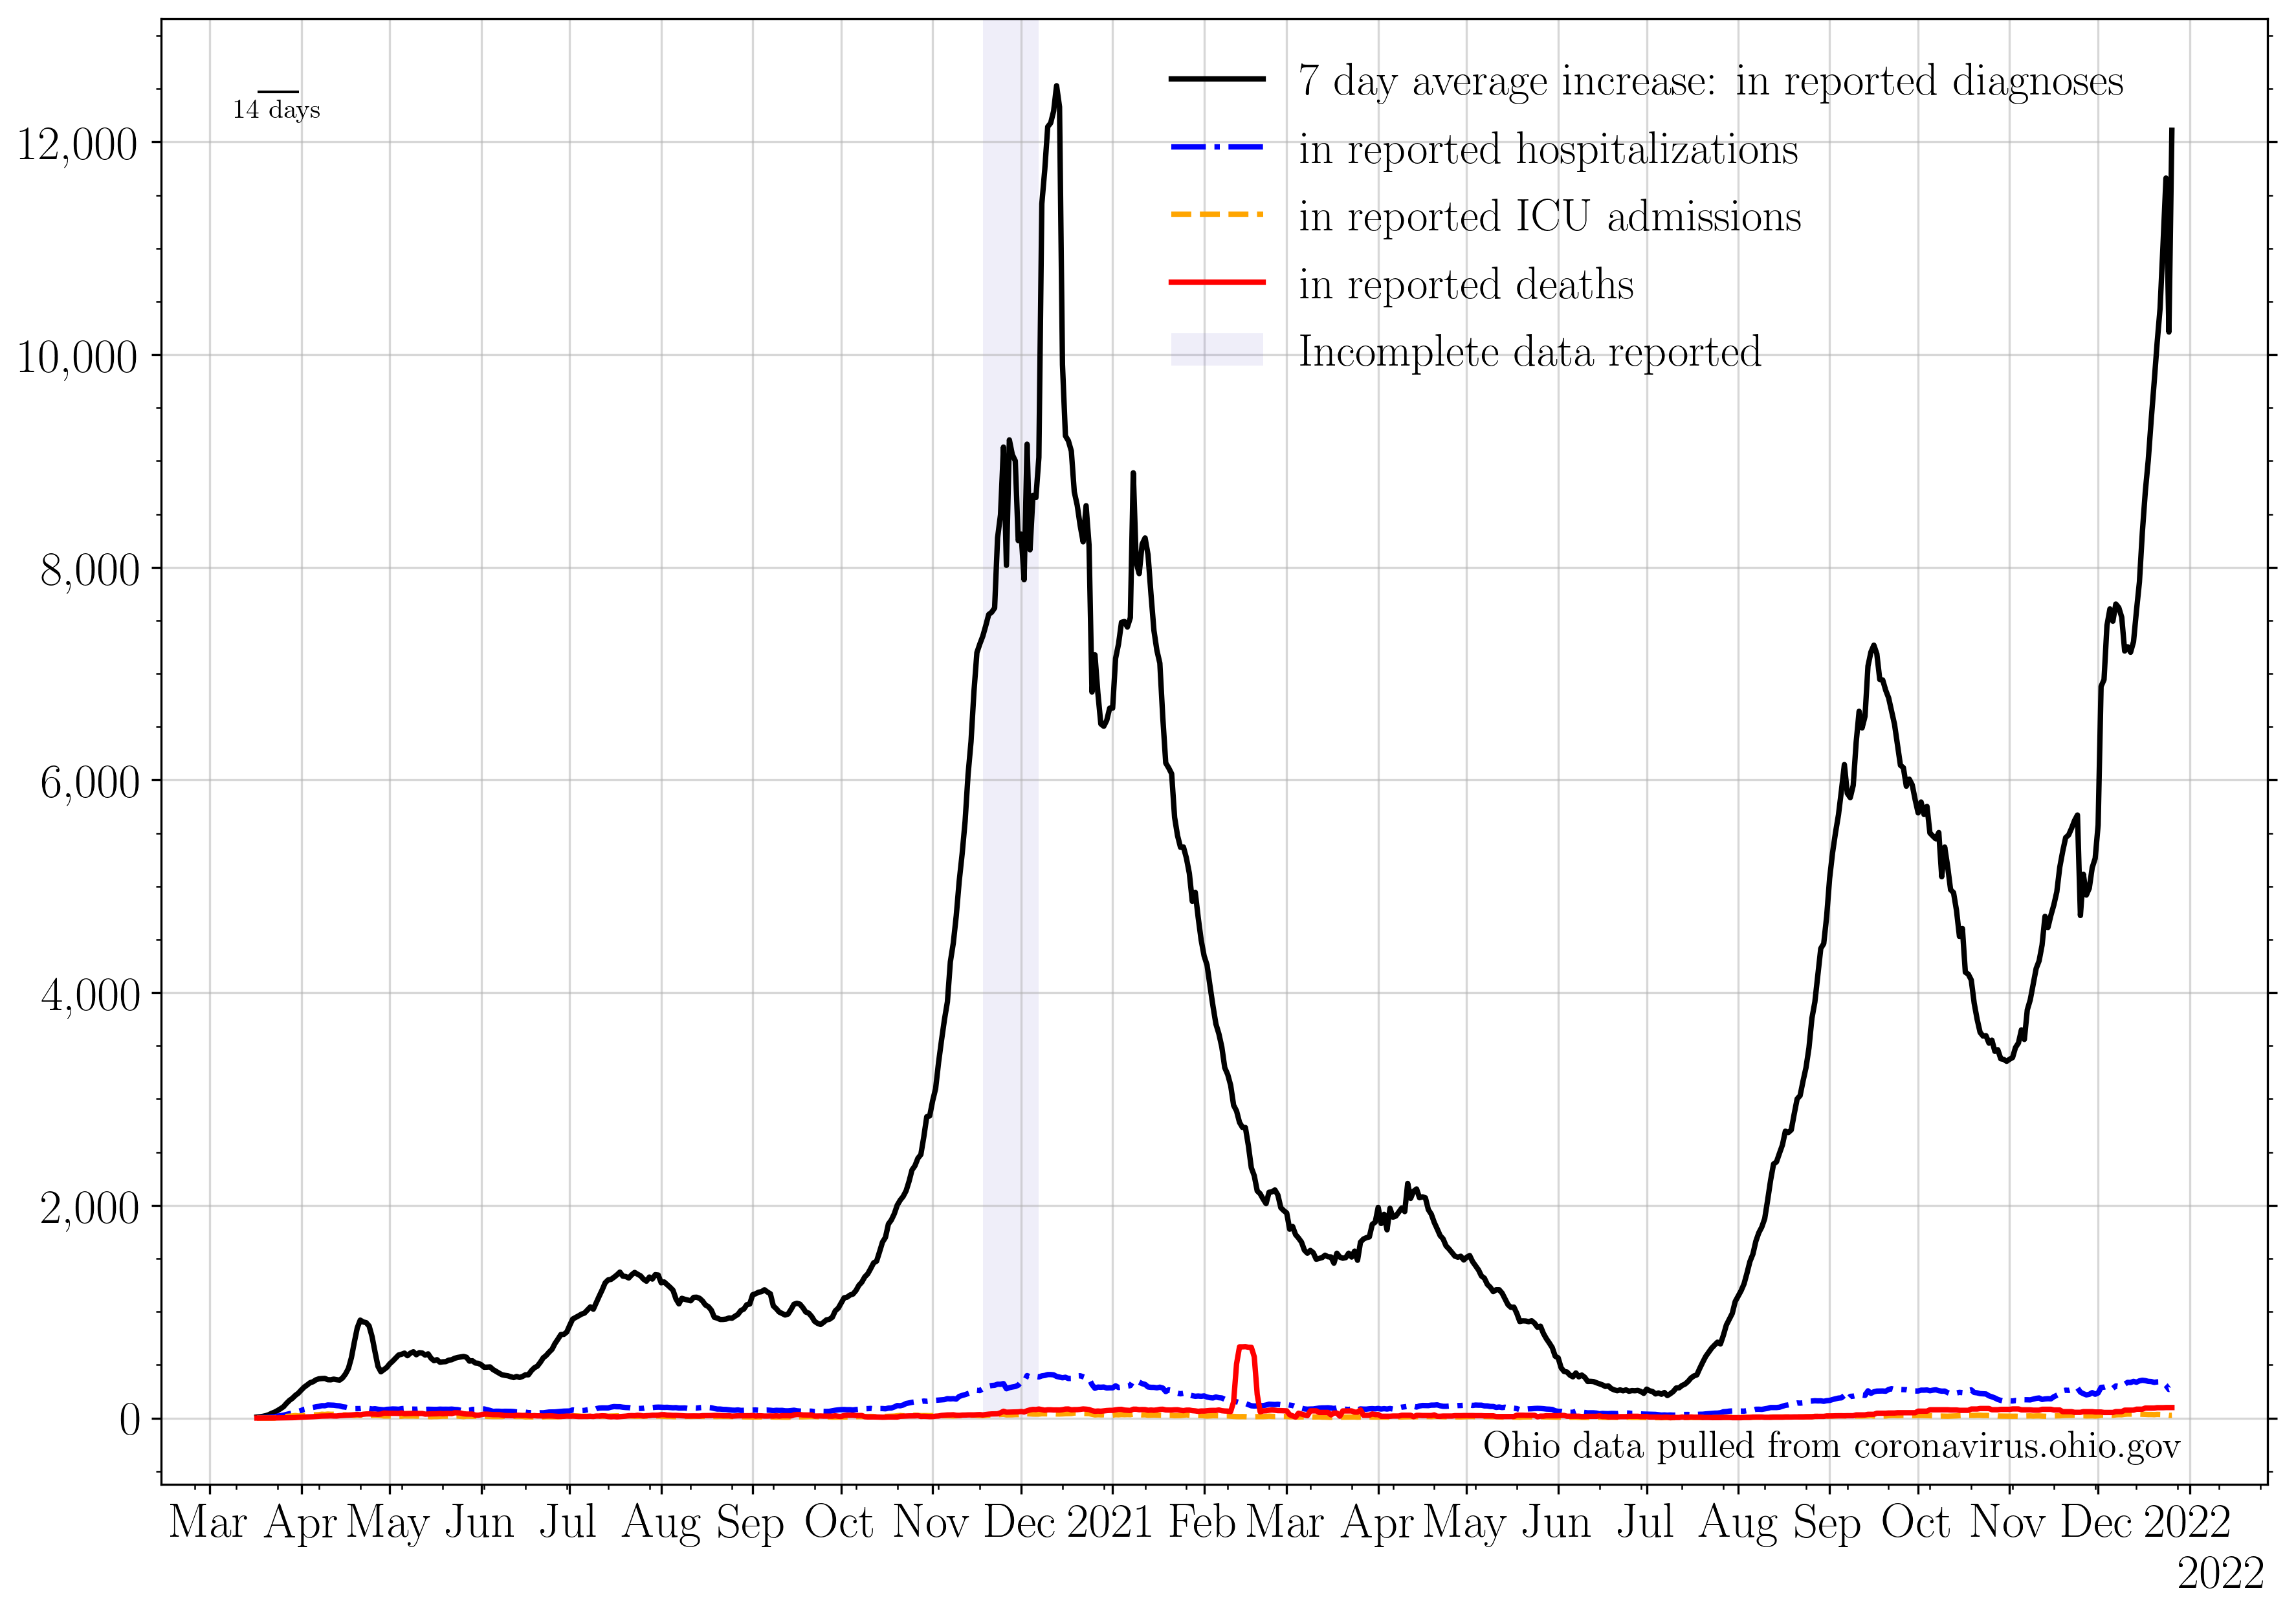 14 days
7 day average increase: in reported diagnoses
in reported hospitalizations
in reported ICU admissions
in reported deaths
Incomplete data reported
12,000
10,000
8,000
6,000
4,000
2,000
0
Ohio data pulled from coronavirus.ohio.gov
Mar Apr May Jun Jul Aug Sep Oct Nov Dec 2021 Feb Mar Apr May Jun Jul Aug Sep Oct Nov Dec 2022
2022